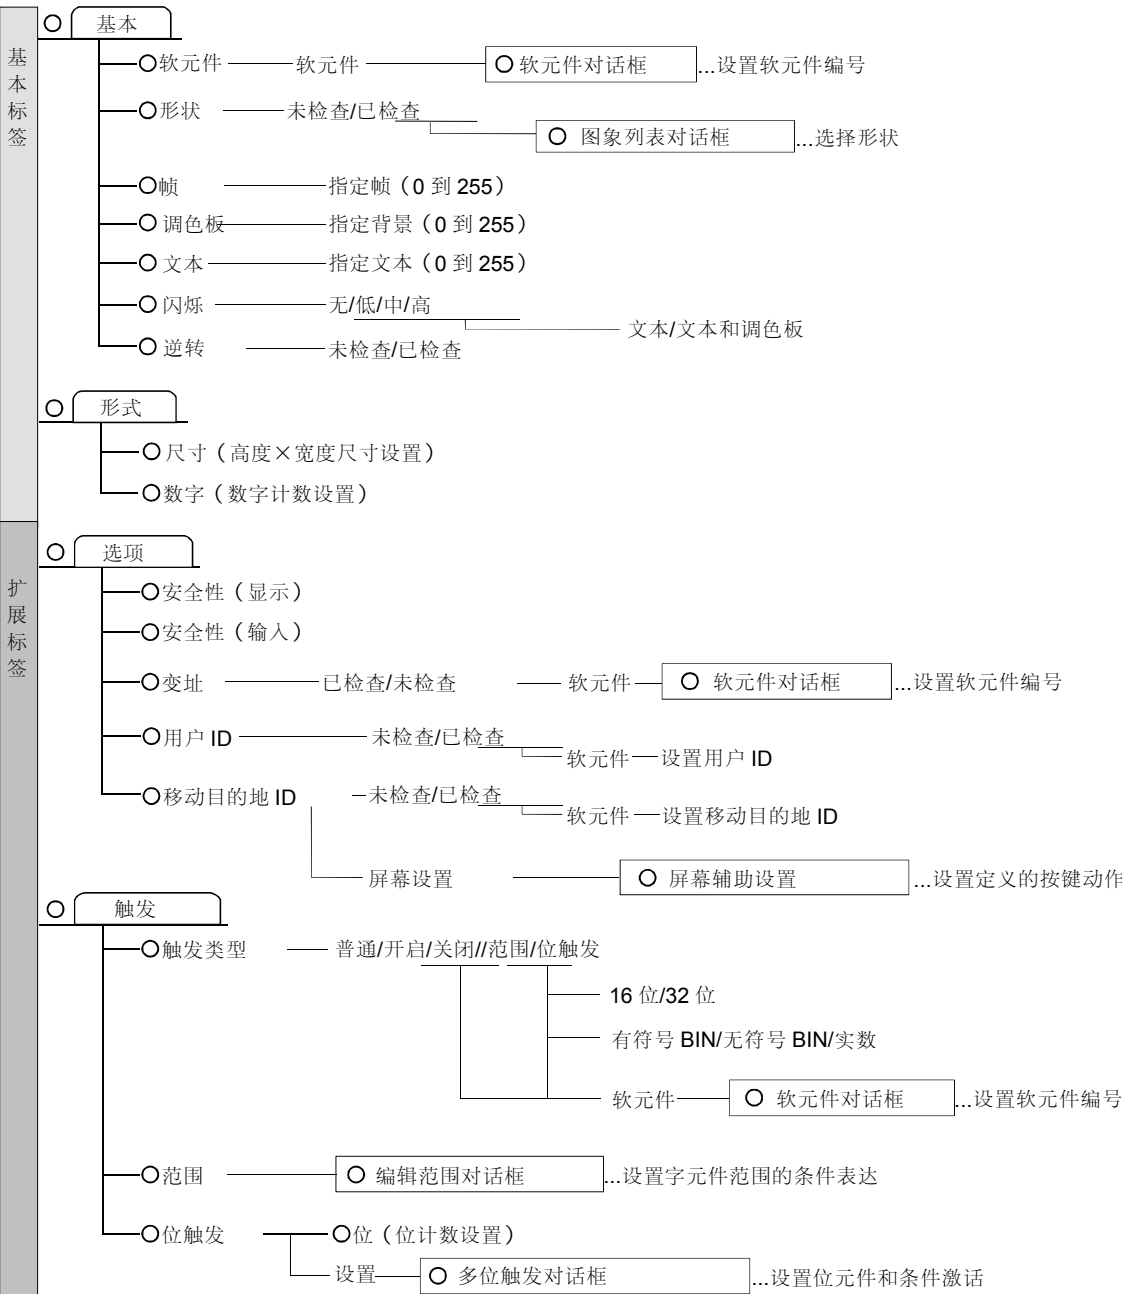 基本标签
基本
软元件 软元件 软元件对话框 ...设置软元件编号
形状 未检查/已检查
图象列表对话框 ...选择形状
帧 指定帧（0 到 255）
调色板 指定背景（0 到 255）
文本 指定文本（0 到 255）
闪烁 无/低/中/高
文本/文本和调色板
逆转 未检查/已检查
形式
尺寸（高度×宽度尺寸设置）
数字（数字计数设置）
扩展标签
选项
安全性（显示）
安全性（输入）
变址 已检查/未检查 软元件 软元件对话框 ...设置软元件编号
用户 ID 未检查/已检查
软元件 设置用户 ID
移动目的地 ID 未检查/已检查
软元件 设置移动目的地 ID
屏幕设置 屏幕辅助设置 ...设置定义的按键动作
触发
触发类型 普通/开启/关闭//范围/位触发
16 位/32 位
有符号 BIN/无符号 BIN/实数
软元件 软元件对话框 ...设置软元件编号
范围 编辑范围对话框 ...设置字元件范围的条件表达
位触发 位（位计数设置）
设置 多位触发对话框 ...设置位元件和条件激话